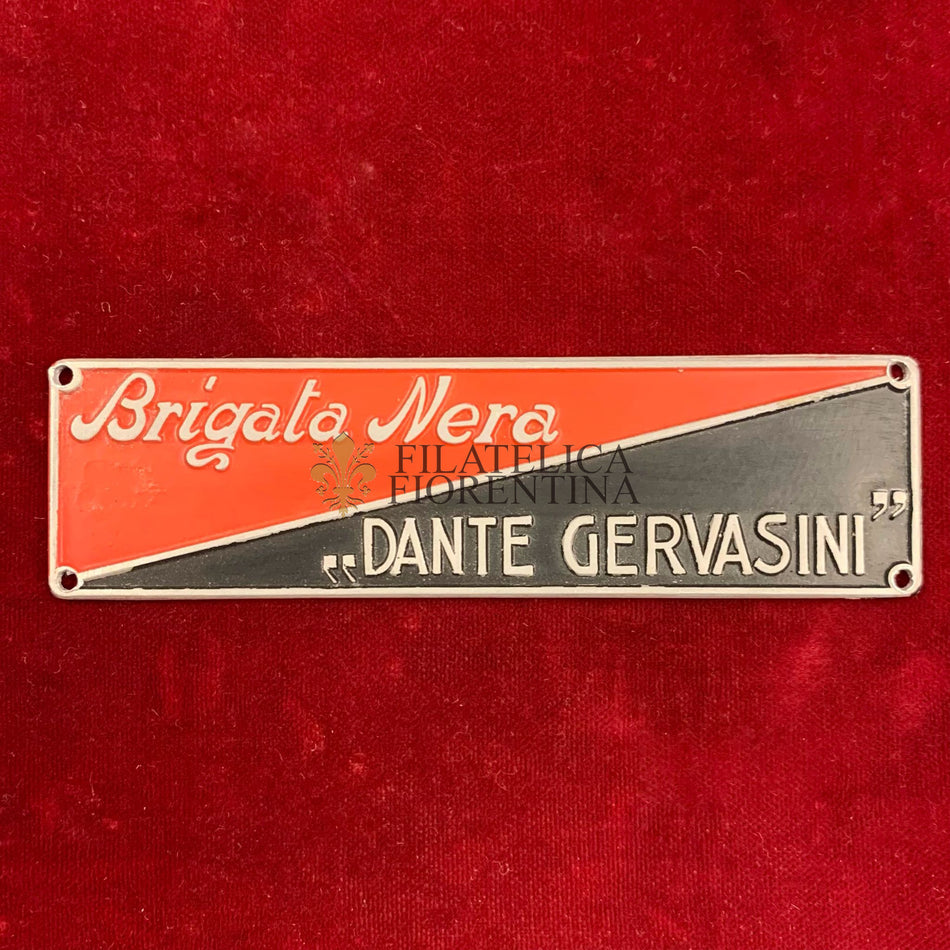 Brigata Nera
FILATELICA
FIORENTINA
„DANTE GERVASINI”